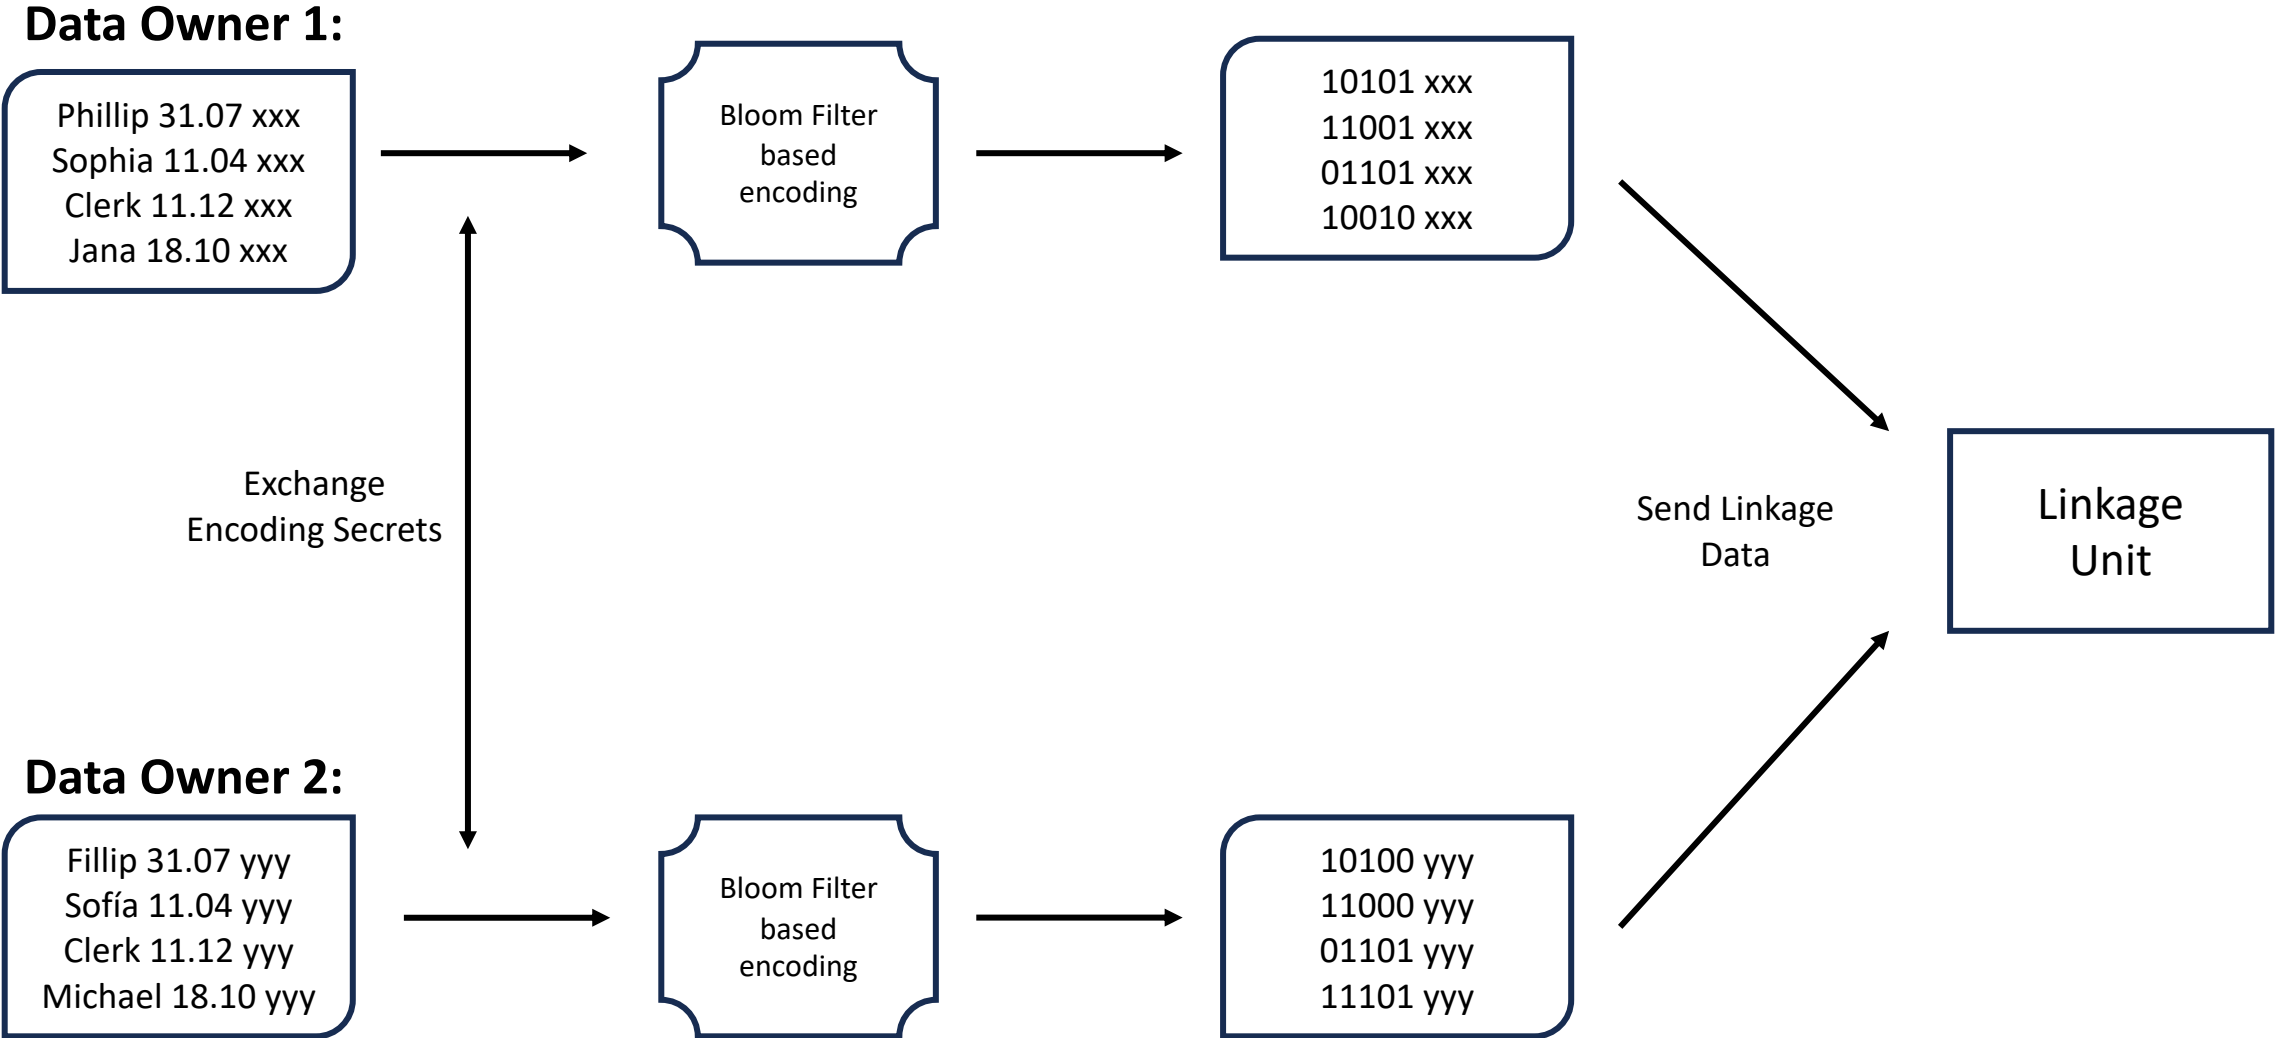 Data Owner 1:
Phillip 31.07 xxx
Sophia 11.04 xxx
Clerk 11.12 xxx
Jana 18.10 xxx
Bloom Filter
based
encoding
10101 xxx
11001 xxx
01101 xxx
10010 xxx
Exchange
Encoding Secrets
Send Linkage
Data
Linkage
Unit
Data Owner 2:
Fillip 31.07 yyy
Sofía 11.04 yyy
Clerk 11.12 yyy
Michael 18.10 yyy
Bloom Filter
based
encoding
10100 yyy
11000 yyy
01101 yyy
11101 yyy